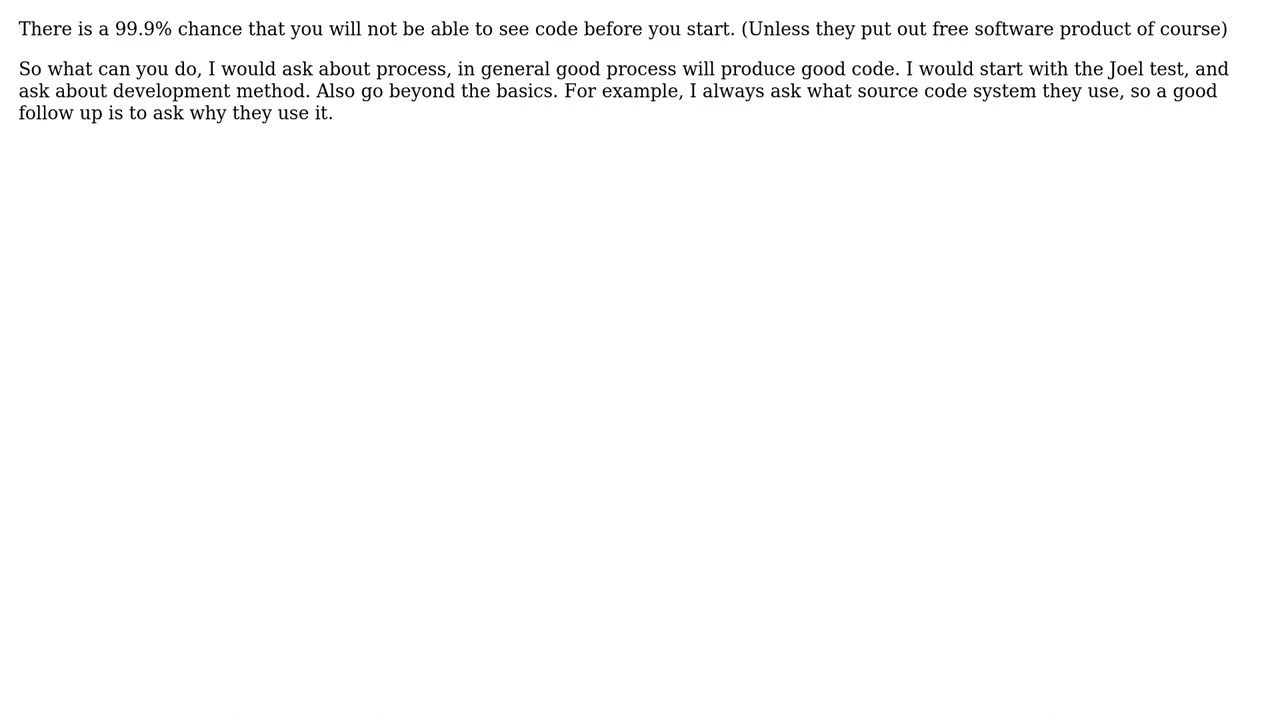 There is a 99.9% chance that you will not be able to see code before you start. (Unless they put out free software product of course)
So what can you do, I would ask about process, in general good process will produce good code. I would start with the Joel test, and
ask about development method. Also go beyond the basics. For example, I always ask what source code system they use, so a good
follow up is to ask why they use it.